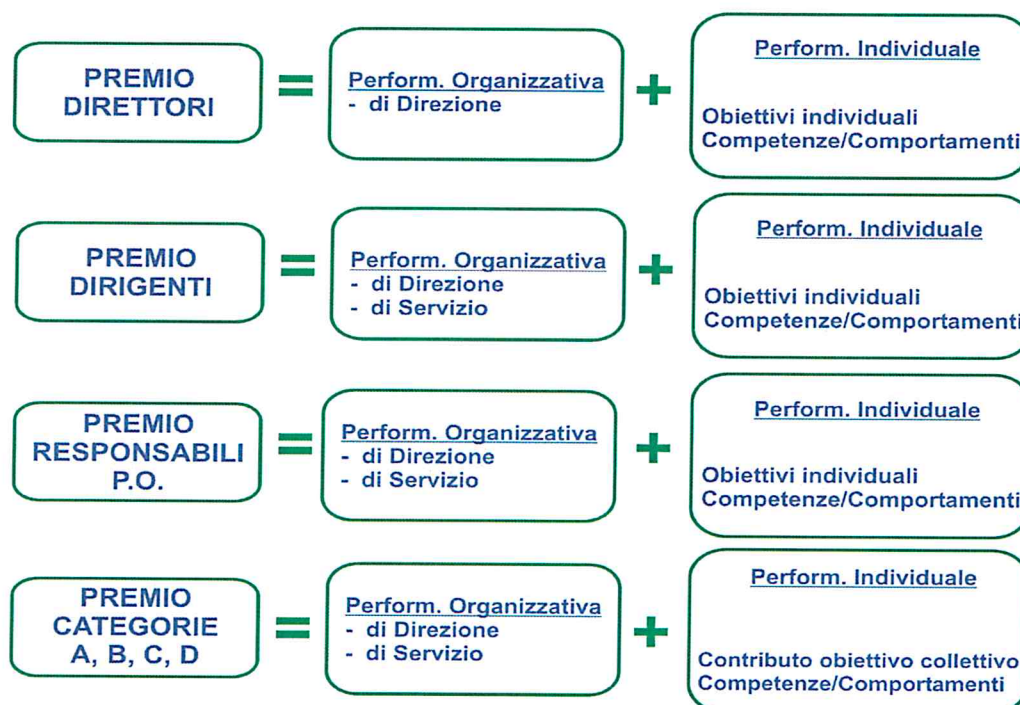 PREMIO
DIRETTORI
=
Perform. Organizzativa
- di Direzione
+
Perform. Individuale
Obiettivi individuali
Competenze/Comportamenti
PREMIO
DIRIGENTI
=
Perform. Organizzativa
- di Direzione
- di Servizio
+
Perform. Individuale
Obiettivi individuali
Competenze/Comportamenti
PREMIO
RESPONSABILI
P.O.
=
Perform. Organizzativa
- di Direzione
- di Servizio
+
Perform. Individuale
Obiettivi individuali
Competenze/Comportamenti
PREMIO
CATEGORIE
A, B, C, D
=
Perform. Organizzativa
- di Direzione
- di Servizio
+
Perform. Individuale
Contributo obiettivo collettivo
Competenze/Comportamenti